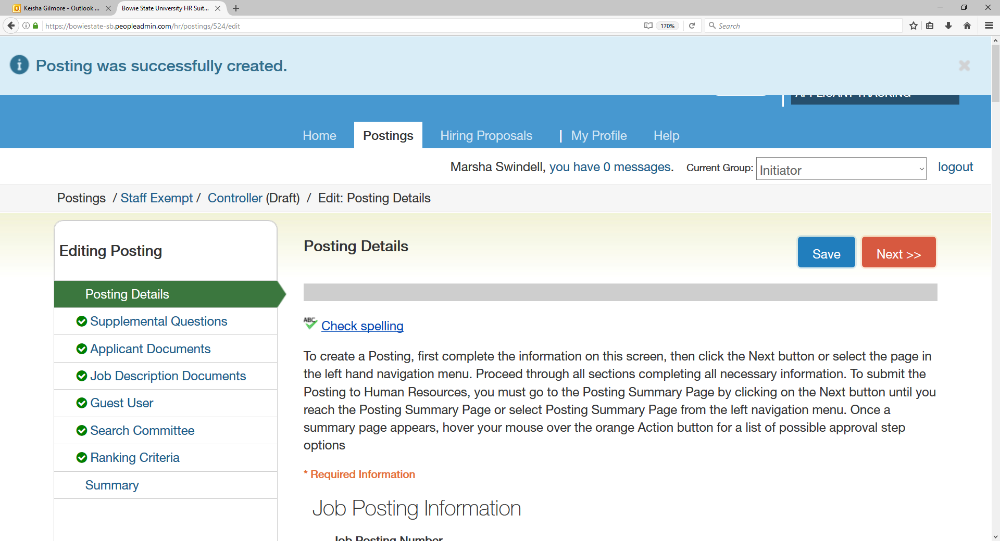 Keisha Gilmore - Outlook ...
Bowie State University HR Suit...
https://bowiestate-sb.peopleadmin.com/hr/postings/524/edit
170%
Search
Posting was successfully created.
APPLICANT TRACKING
Home
Postings
Hiring Proposals
|
My Profile
Help
Marsha Swindell, you have 0 messages.
Current Group:
Initiator
logout
Postings / Staff Exempt / Controller (Draft) / Edit: Posting Details
Editing Posting
Posting Details
Supplemental Questions
Applicant Documents
Job Description Documents
Guest User
Search Committee
Ranking Criteria
Summary
Posting Details
Save
Next >>
ABC
Check spelling
To create a Posting, first complete the information on this screen, then click the Next button or select the page in
the left hand navigation menu. Proceed through all sections completing all necessary information. To submit the
Posting to Human Resources, you must go to the Posting Summary Page by clicking on the Next button until you
reach the Posting Summary Page or select Posting Summary Page from the left navigation menu. Once a
summary page appears, hover your mouse over the orange Action button for a list of possible approval step
options
* Required Information
Job Posting Information
Job Posting Number